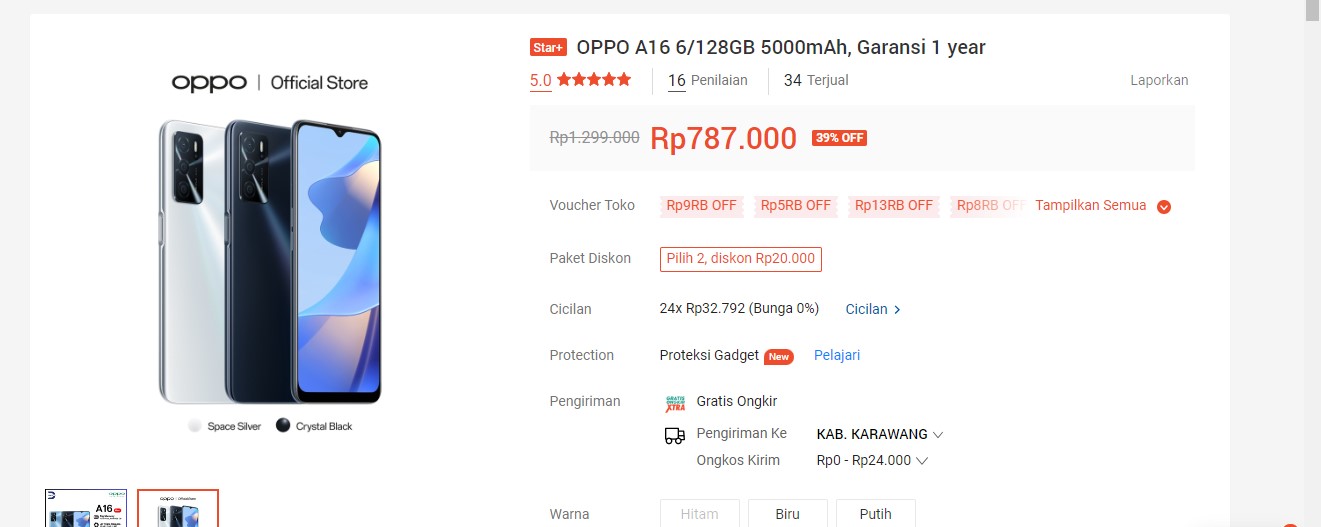 Star+ OPPO A16 6/128GB 5000mAh, Garansi 1 year
5.0 16 Penilaian 34 Terjual Laporkan
oppo | Official Store
Rp1.299.000 Rp787.000 39% OFF
Voucher Toko Rp9RB OFF Rp5RB OFF Rp13RB OFF Rp8RB OFF Tampilkan Semua
Paket Diskon Pilih 2, diskon Rp20.000
Cicilan 24x Rp32.792 (Bunga 0%) Cicilan >
Protection Proteksi Gadget New Pelajari
Pengiriman GRATIS ONGKIR XTRA Gratis Ongkir
Space Silver Crystal Black
Pengiriman Ke KAB. KARAWANG
Ongkos Kirim Rp0 - Rp24.000
oppo
A16
Warna Hitam Biru Putih